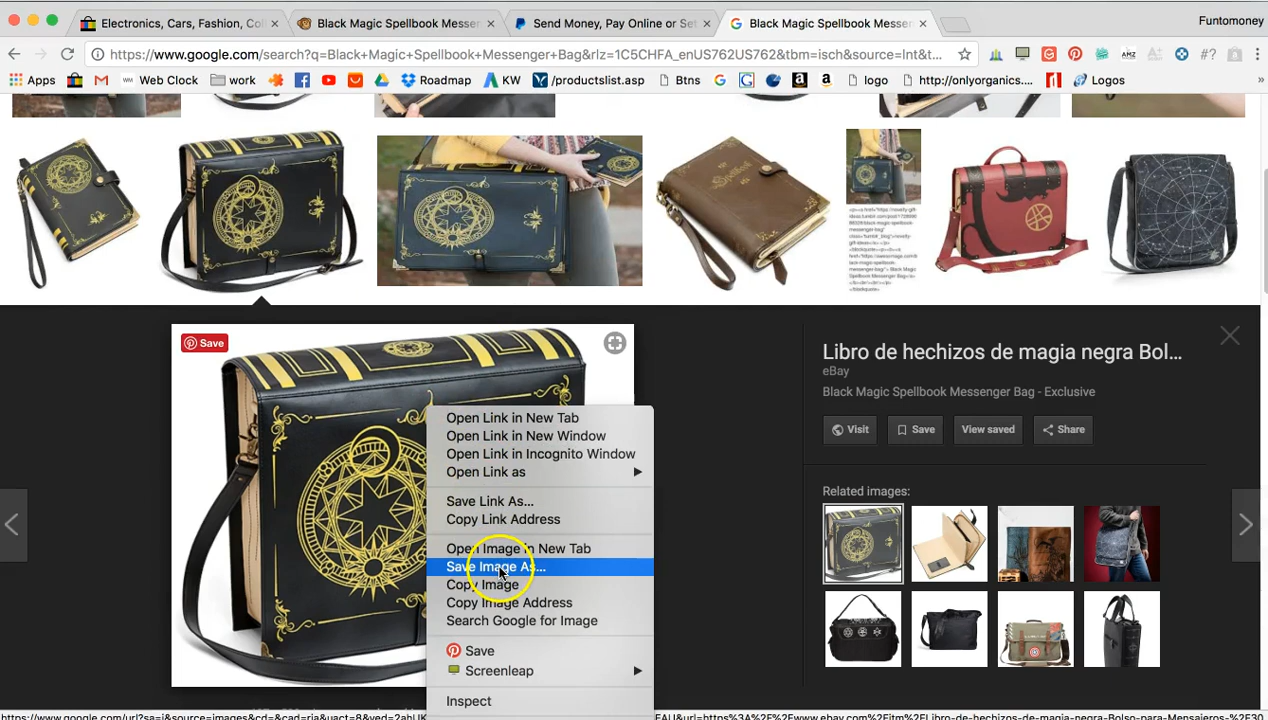 Electronics, Cars, Fashion, Col
Black Magic Spellbook Messen
Send Money, Pay Online or Set
Black Magic Spellbook Messen
Funtomoney
https://www.google.com/search?q=Black+Magic+Spellbook+Messenger+Bag&rlz=1C5CHFA_enUS762US762&tbm=isch&source=lnt&t...
Apps
Web Clock
work
Roadmap
KW
/productslist.asp
Btns
logo
http://onlyorganics....
Logos
»
Save
Libro de hechizos de magia negra Bol...
eBay
Black Magic Spellbook Messenger Bag - Exclusive
Visit
Save
View saved
Share
Related images:
Open Link in New Tab
Open Link in New Window
Open Link in Incognito Window
Open Link as
Save Link As...
Copy Link Address
Open Image in New Tab
Save Image As...
Copy Image
Copy Image Address
Search Google for Image
Save
Screenleap
Inspect